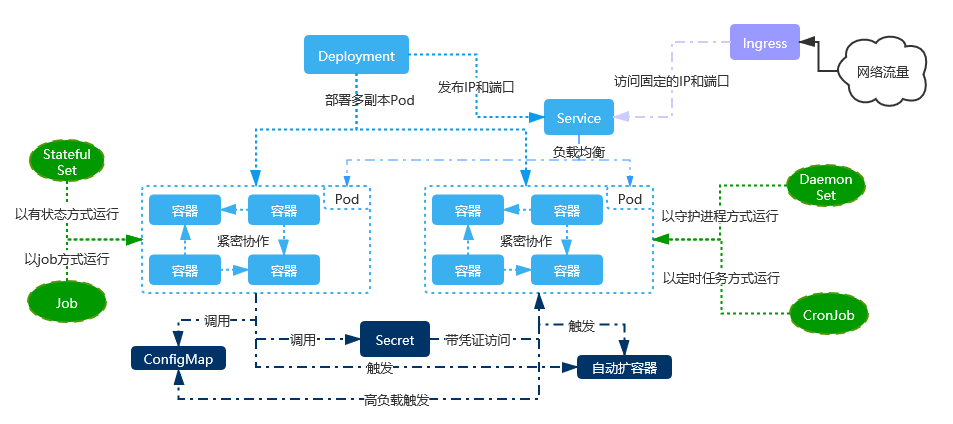 Ingress
Deployment
网络流量
访问固定的IP和端口
发布IP和端口
部署多副本Pod
Service
负载均衡
Stateful
Set
Daemon
Set
Pod
Pod
容器
容器
容器
容器
以有状态方式运行
以守护进程方式运行
紧密协作
紧密协作
以job方式运行
容器
容器
容器
容器
以定时任务方式运行
Job
CronJob
调用
触发
调用
Secret
带凭证访问
ConfigMap
触发
自动扩容器
高负载触发